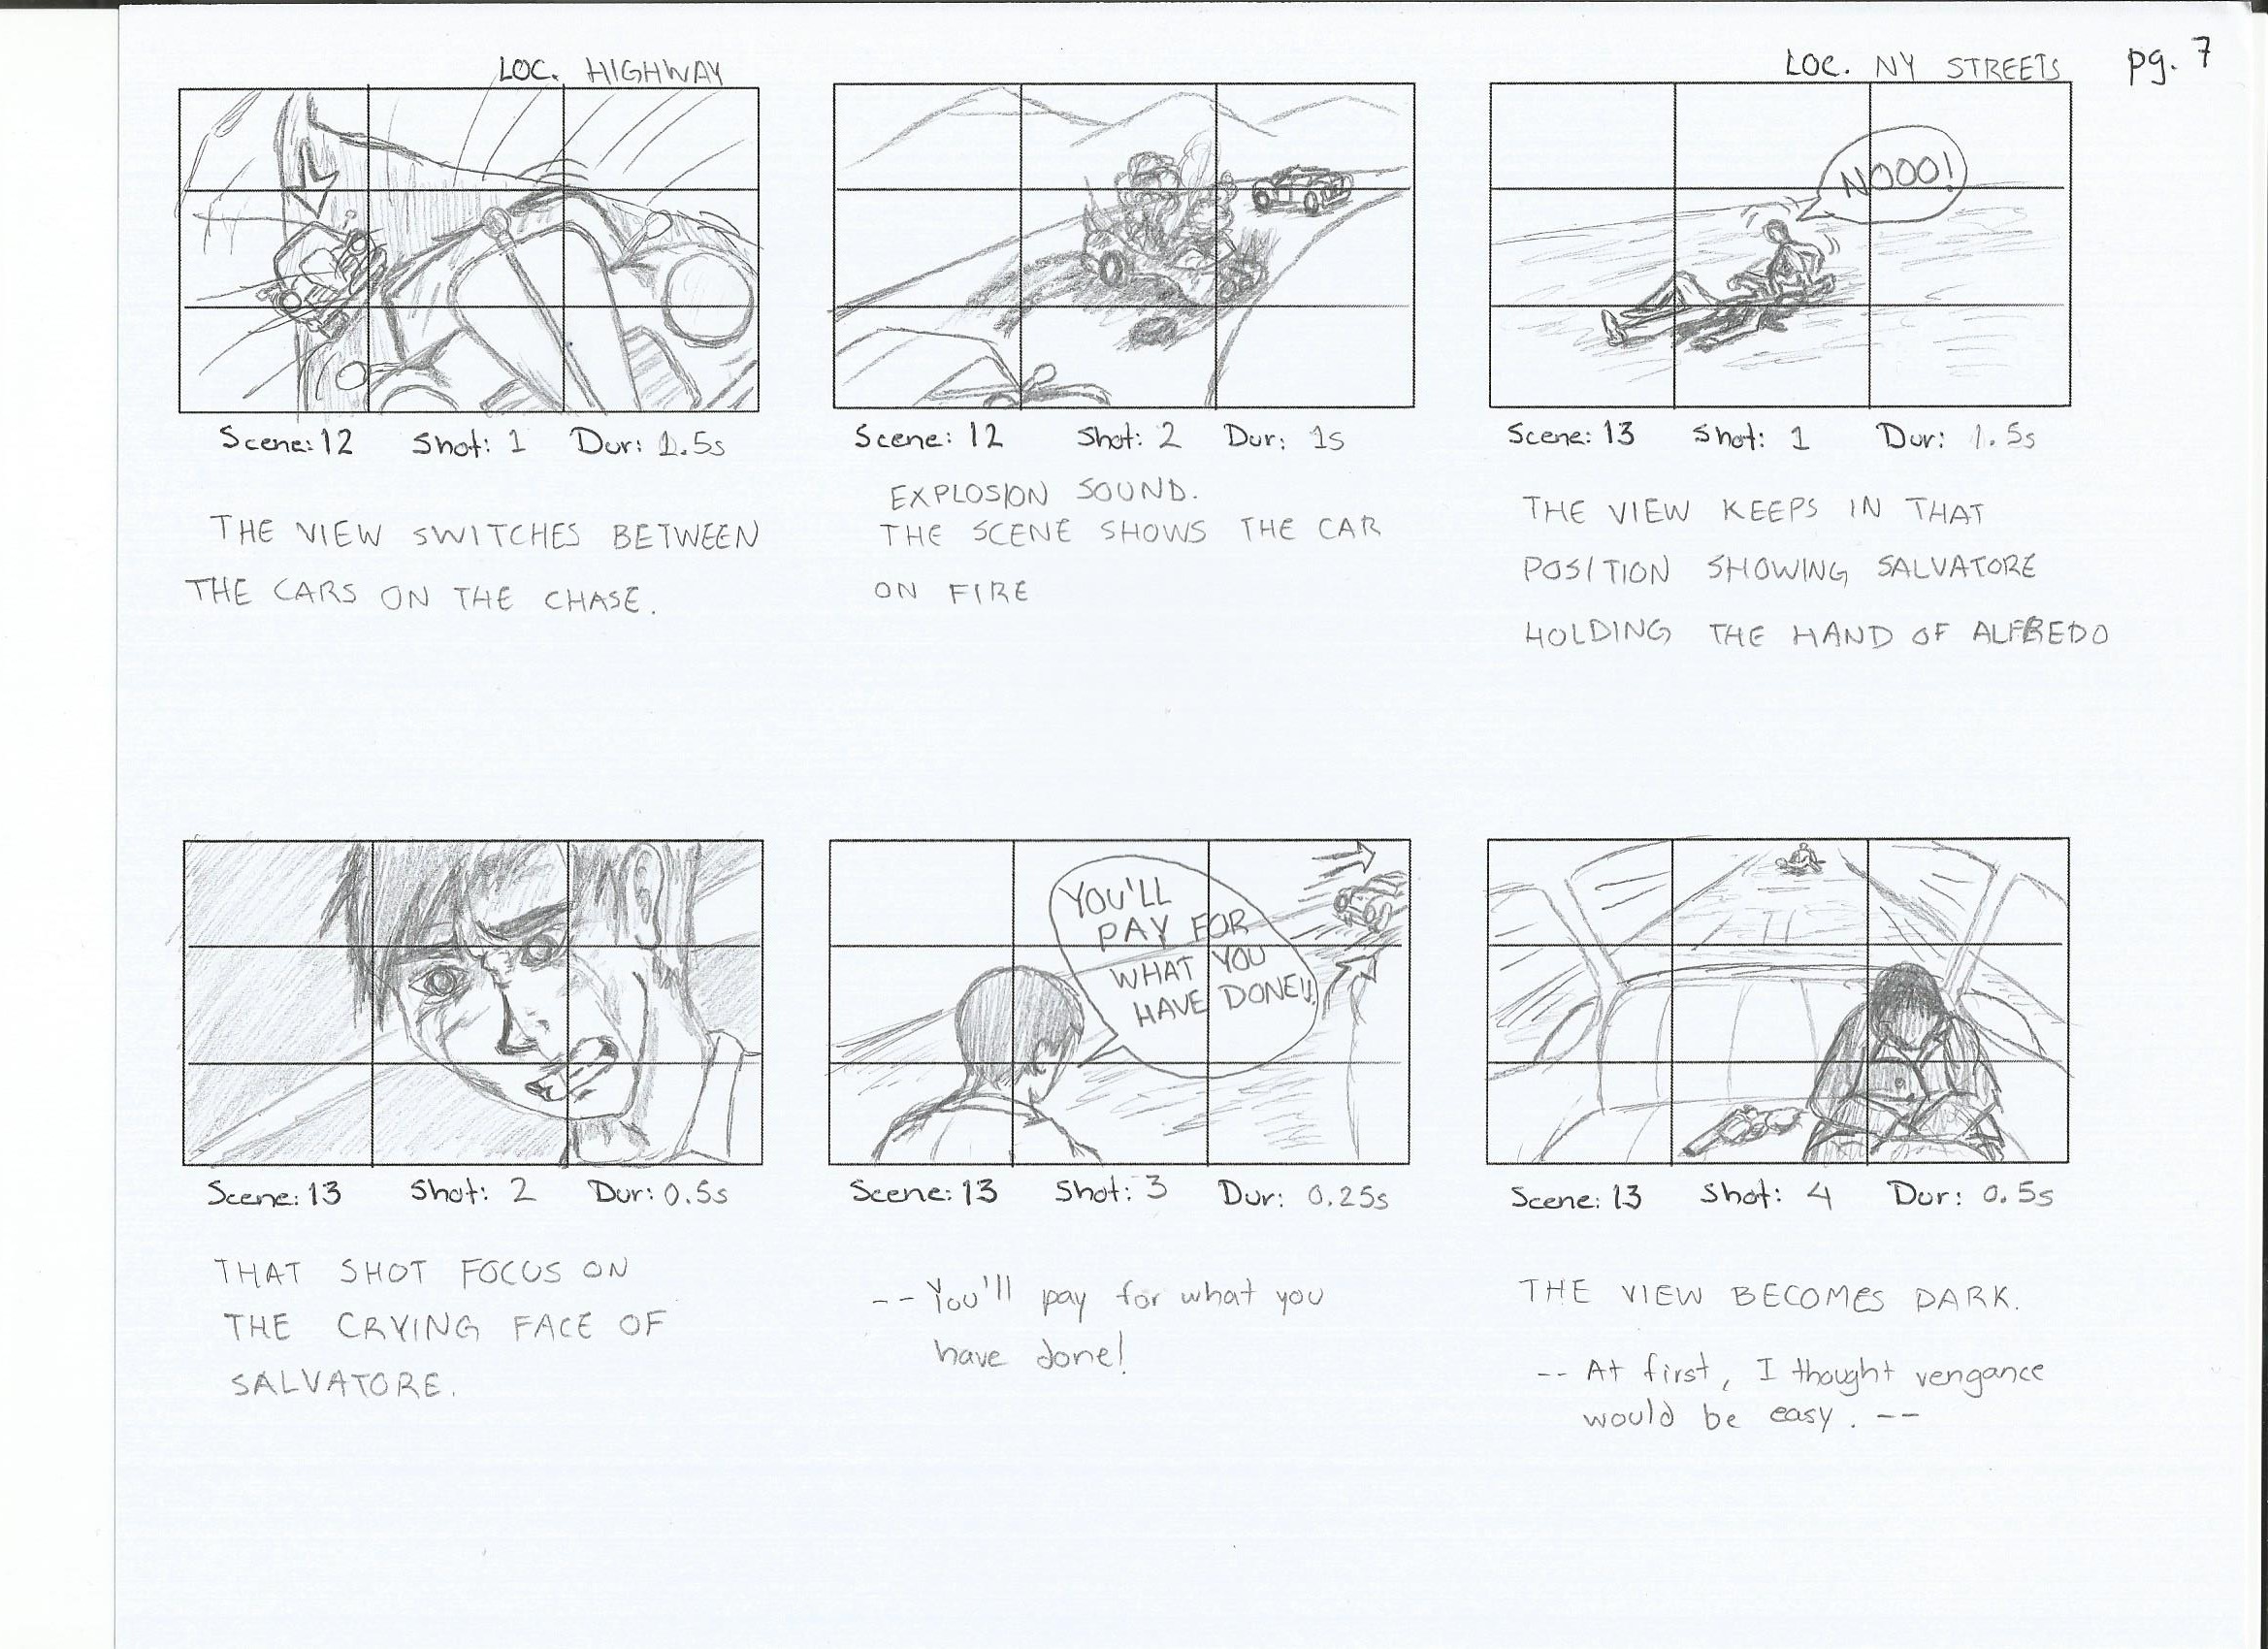 LOC. HIGHWAY
LOC. NY STREETS
pg. 7
NOOO!
Scene: 12 Shot: 1 Dur: 1.5s
Scene: 12 Shot: 2 Dur: 1s
Scene: 13 Shot: 1 Dur: 1.5s
THE VIEW SWITCHES BETWEEN
THE CARS ON THE CHASE.
EXPLOSION SOUND.
THE SCENE SHOWS THE CAR
ON FIRE
THE VIEW KEEPS IN THAT
POSITION SHOWING SALVATORE
HOLDING THE HAND OF ALFREDO
YOU'LL
PAY FOR
WHAT YOU
HAVE DONE!!
Scene: 13 Shot: 2 Dur: 0.5s
Scene: 13 Shot: 3 Dur: 0.25s
Scene: 13 Shot: 4 Dur: 0.5s
THAT SHOT FOCUS ON
THE CRYING FACE OF
SALVATORE.
-- You'll pay for what you
have done!
THE VIEW BECOMES DARK.
-- At first, I thought vengance
would be easy. --